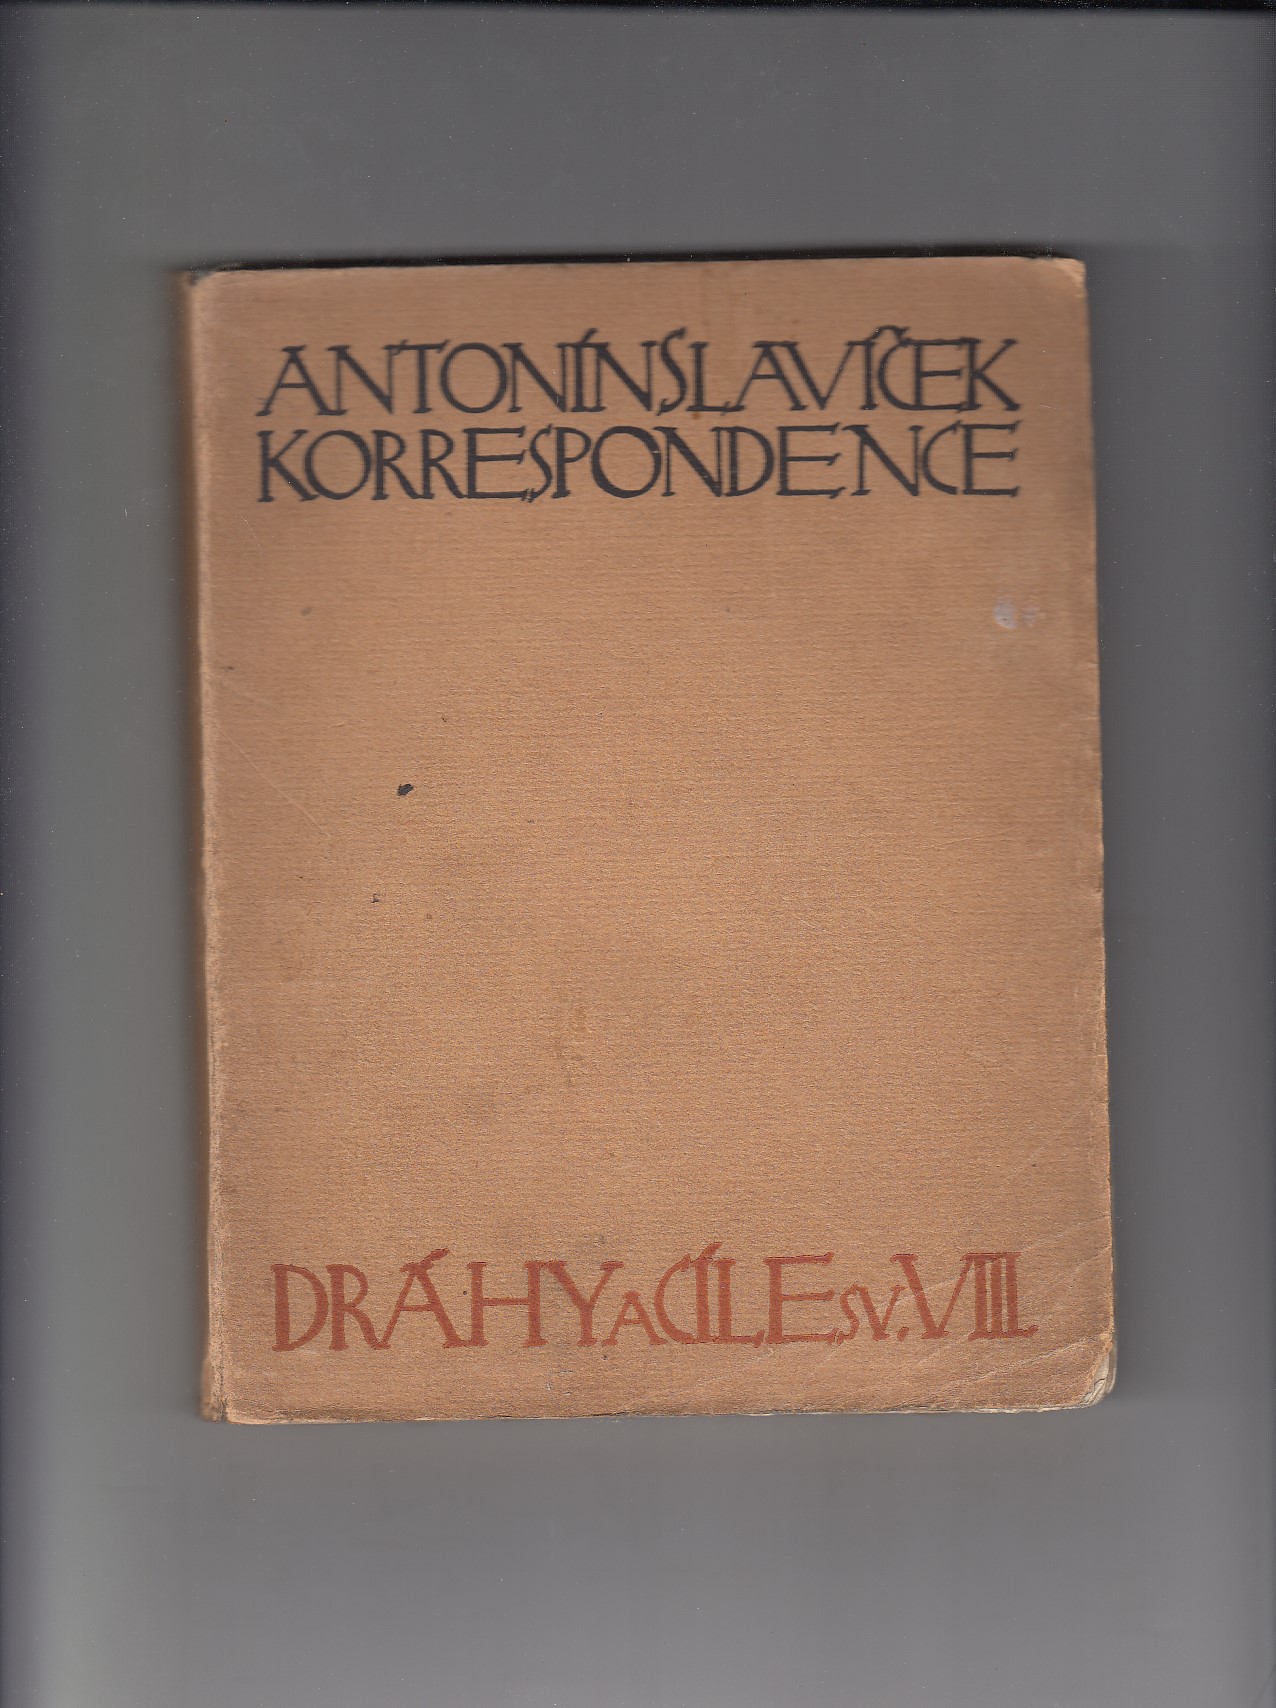 ANTONÍN SLAVÍČEK
KORRESPONDENCE
DRÁHY A CÍLE SV. VIII.